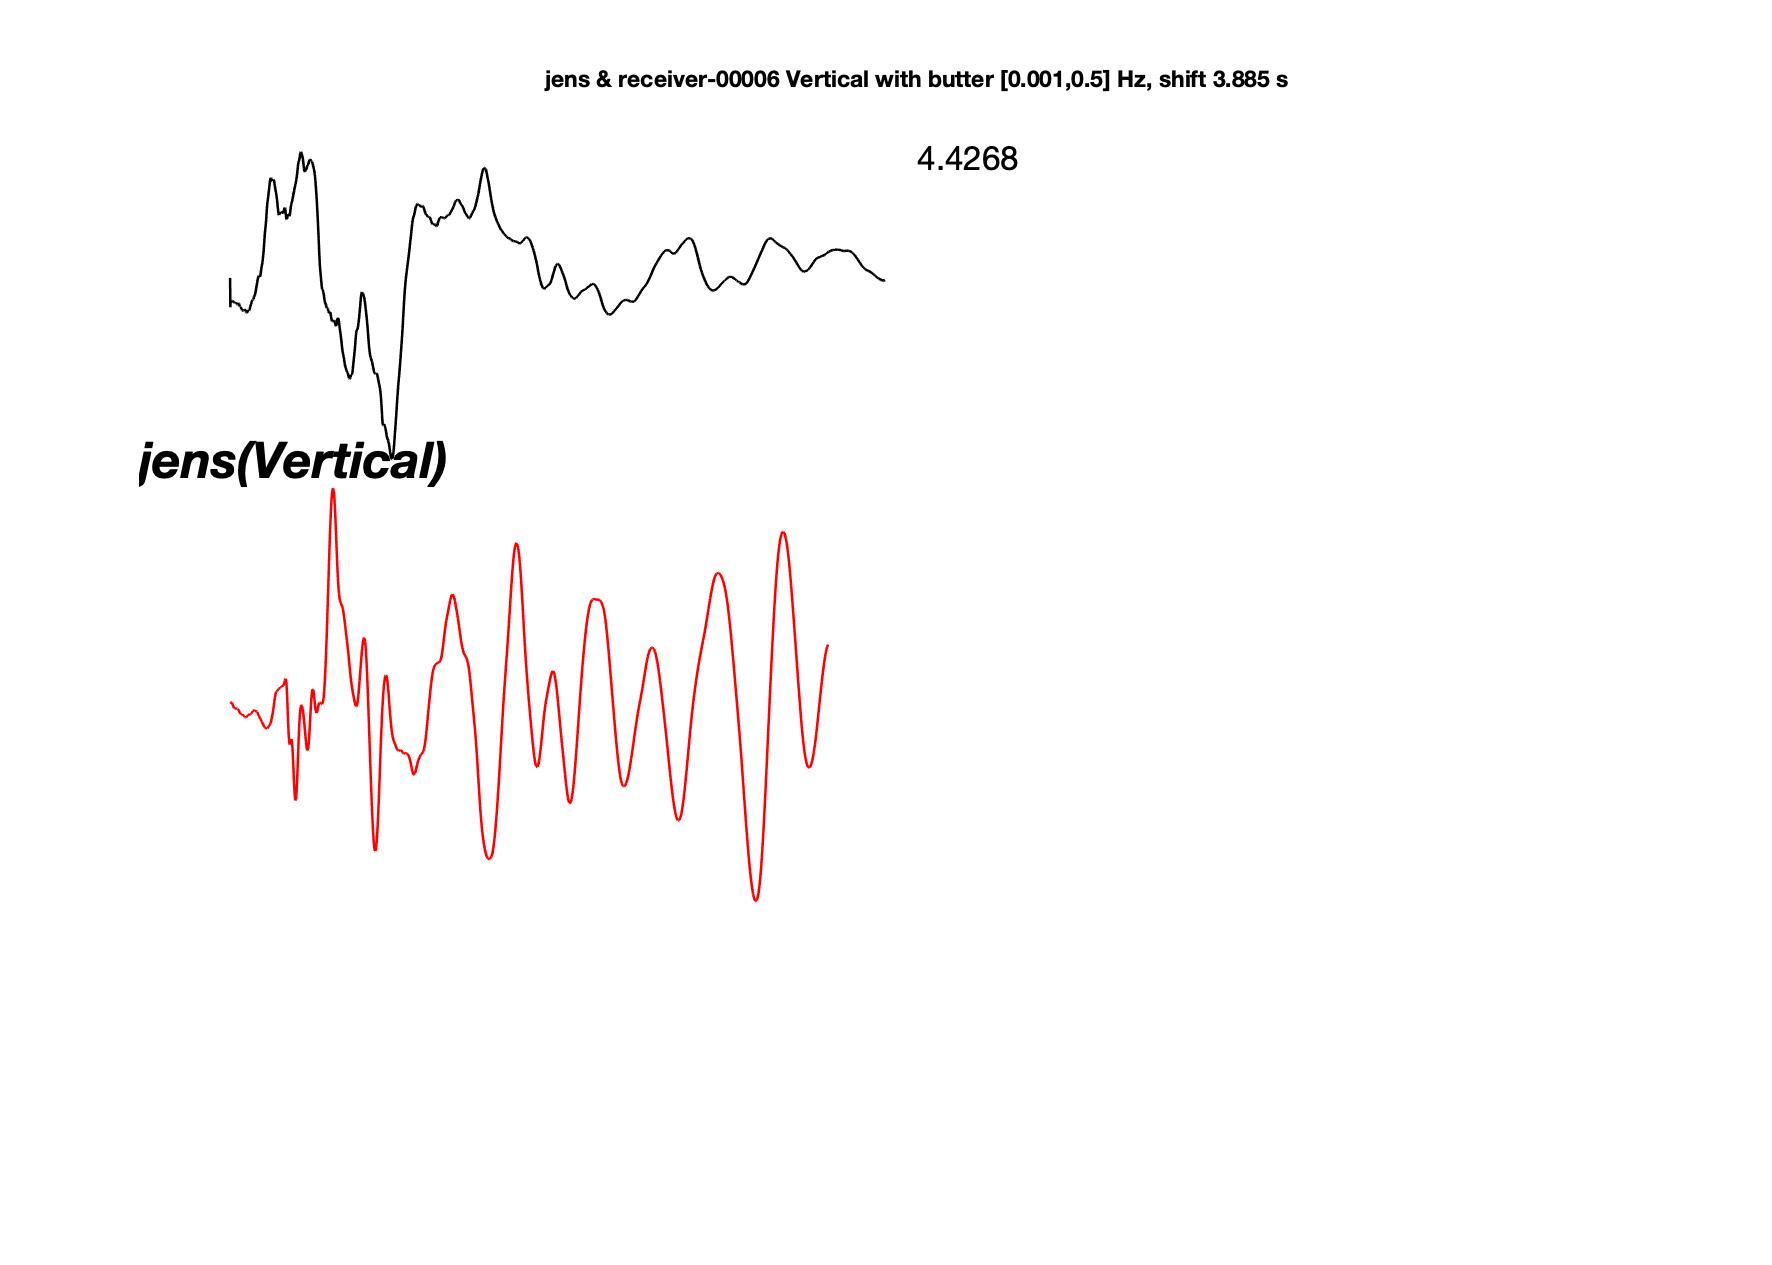 jens & receiver-00006 Vertical with butter [0.001,0.5] Hz, shift 3.885 s
4.4268
jens(Vertical)